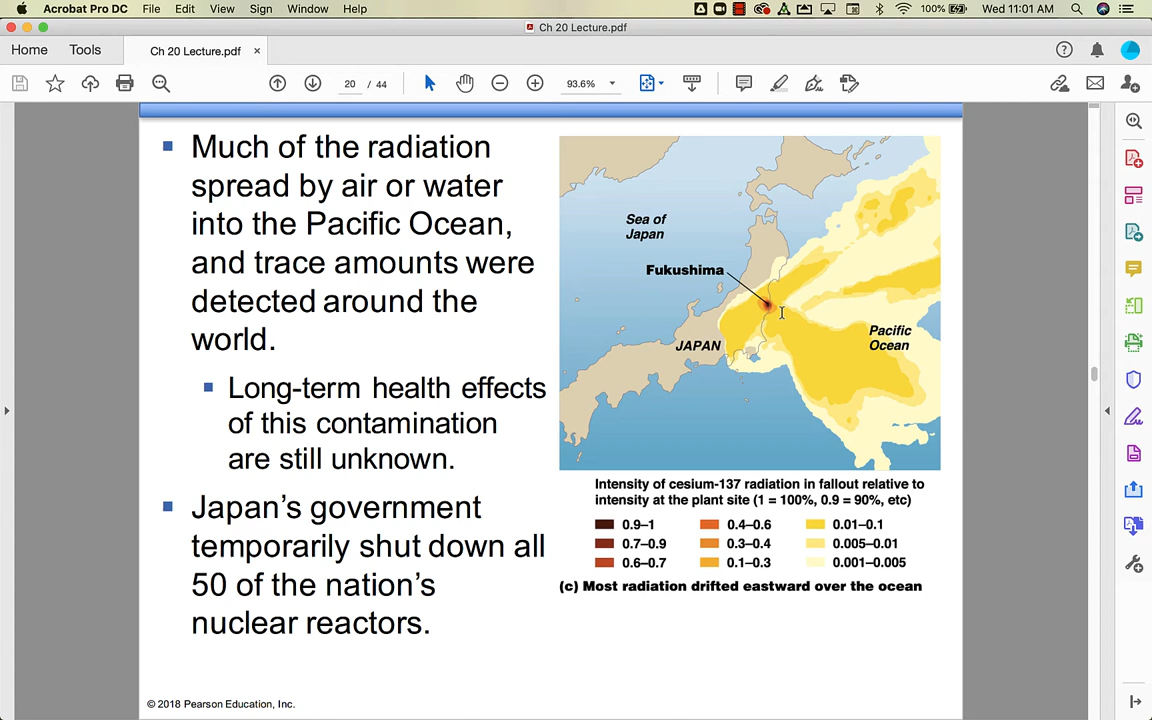 Acrobat Pro DC File Edit View Sign Window Help 100% Wed 11:01 AM
Ch 20 Lecture.pdf
Home Tools Ch 20 Lecture.pdf ×
20 / 44 93.6%
Much of the radiation
spread by air or water
into the Pacific Ocean,
and trace amounts were
detected around the
world.
Long-term health effects
of this contamination
are still unknown.
Japan's government
temporarily shut down all
50 of the nation's
nuclear reactors.
Sea of
Japan
Fukushima
JAPAN
Pacific
Ocean
Intensity of cesium-137 radiation in fallout relative to
intensity at the plant site (1 = 100%, 0.9 = 90%, etc)
0.9–1 0.4–0.6 0.01–0.1
0.7–0.9 0.3–0.4 0.005–0.01
0.6–0.7 0.1–0.3 0.001–0.005
(c) Most radiation drifted eastward over the ocean
© 2018 Pearson Education, Inc.